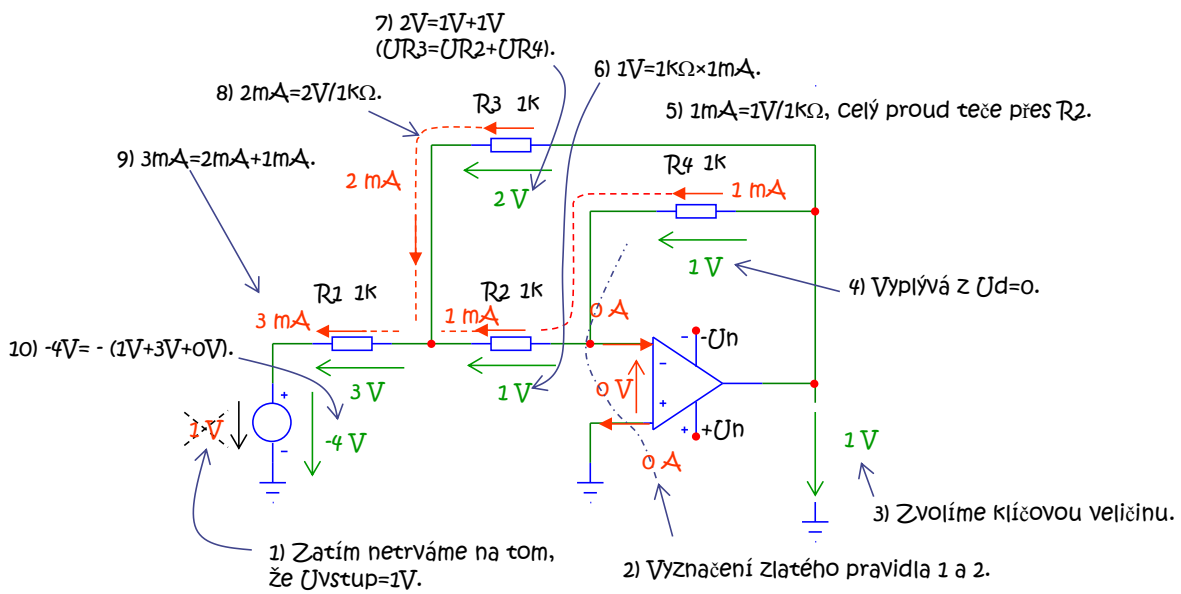 7) 2V=1V+1V
(UR3=UR2+UR4).
6) 1V=1kΩ×1mA.
8) 2mA=2V/1kΩ.
R3 1k
5) 1mA=1V/1kΩ, celý proud teče přes R2.
9) 3mA=2mA+1mA.
R4 1k
2 mA
1 mA
2 V
1 V
4) Vyplývá z Ud=0.
R1 1k
R2 1k
3 mA
1 mA
0 A
-Un
10) -4V= - (1V+3V+0V).
3 V
1 V
0 V
-
+
+Un
1 V
+
-
-4 V
0 A
1 V
3) Zvolíme klíčovou veličinu.
1) Zatím netrváme na tom,
že Uvstup=1V.
2) Vyznačení zlatého pravidla 1 a 2.